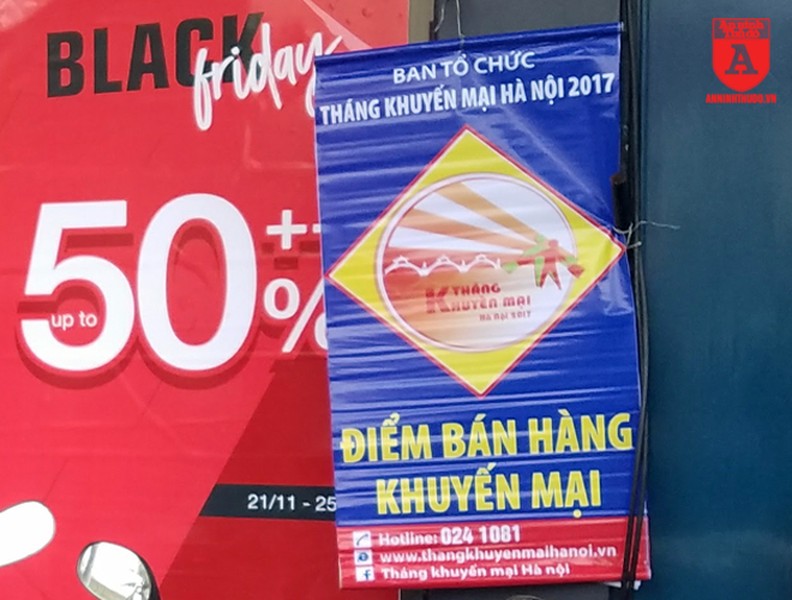 BLACK
friday
up to
50++
%
21/11 - 25
BAN TỔ CHỨC
THÁNG KHUYẾN MẠI HÀ NỘI 2017
THÁNG
KHUYẾN MẠI
Hà Nội 2017
ĐIỂM BÁN HÀNG
KHUYẾN MẠI
Hotline: 024 1081
www.thangkhuyenmaihanoi.vn
Tháng khuyến mại Hà nội
A
ANNINHTHUDO.VN